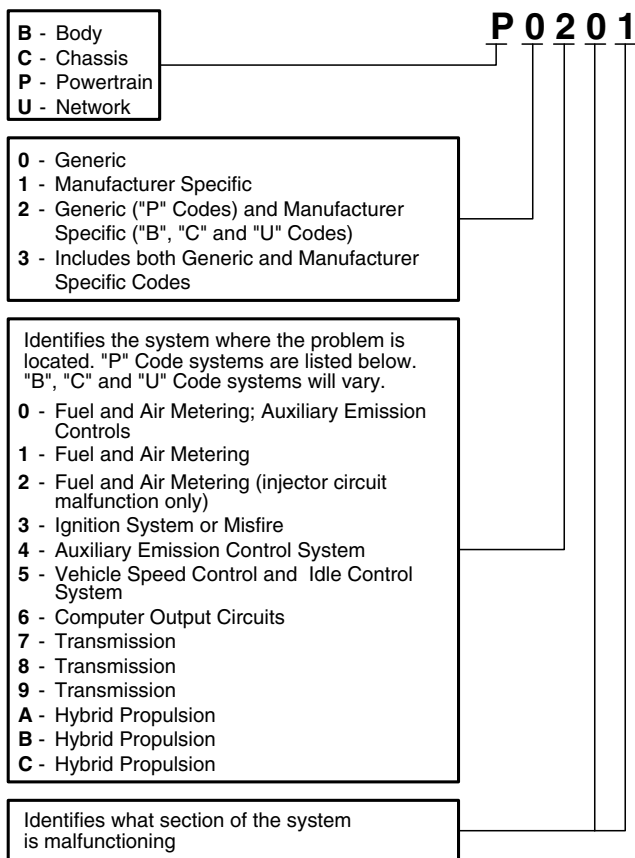 P 0 2 0 1
B - Body
C - Chassis
P - Powertrain
U - Network
0 - Generic
1 - Manufacturer Specific
2 - Generic ("P" Codes) and Manufacturer
Specific ("B", "C" and "U" Codes)
3 - Includes both Generic and Manufacturer
Specific Codes
Identifies the system where the problem is
located. "P" Code systems are listed below.
"B", "C" and "U" Code systems will vary.
0 - Fuel and Air Metering; Auxiliary Emission
Controls
1 - Fuel and Air Metering
2 - Fuel and Air Metering (injector circuit
malfunction only)
3 - Ignition System or Misfire
4 - Auxiliary Emission Control System
5 - Vehicle Speed Control and Idle Control
System
6 - Computer Output Circuits
7 - Transmission
8 - Transmission
9 - Transmission
A - Hybrid Propulsion
B - Hybrid Propulsion
C - Hybrid Propulsion
Identifies what section of the system
is malfunctioning